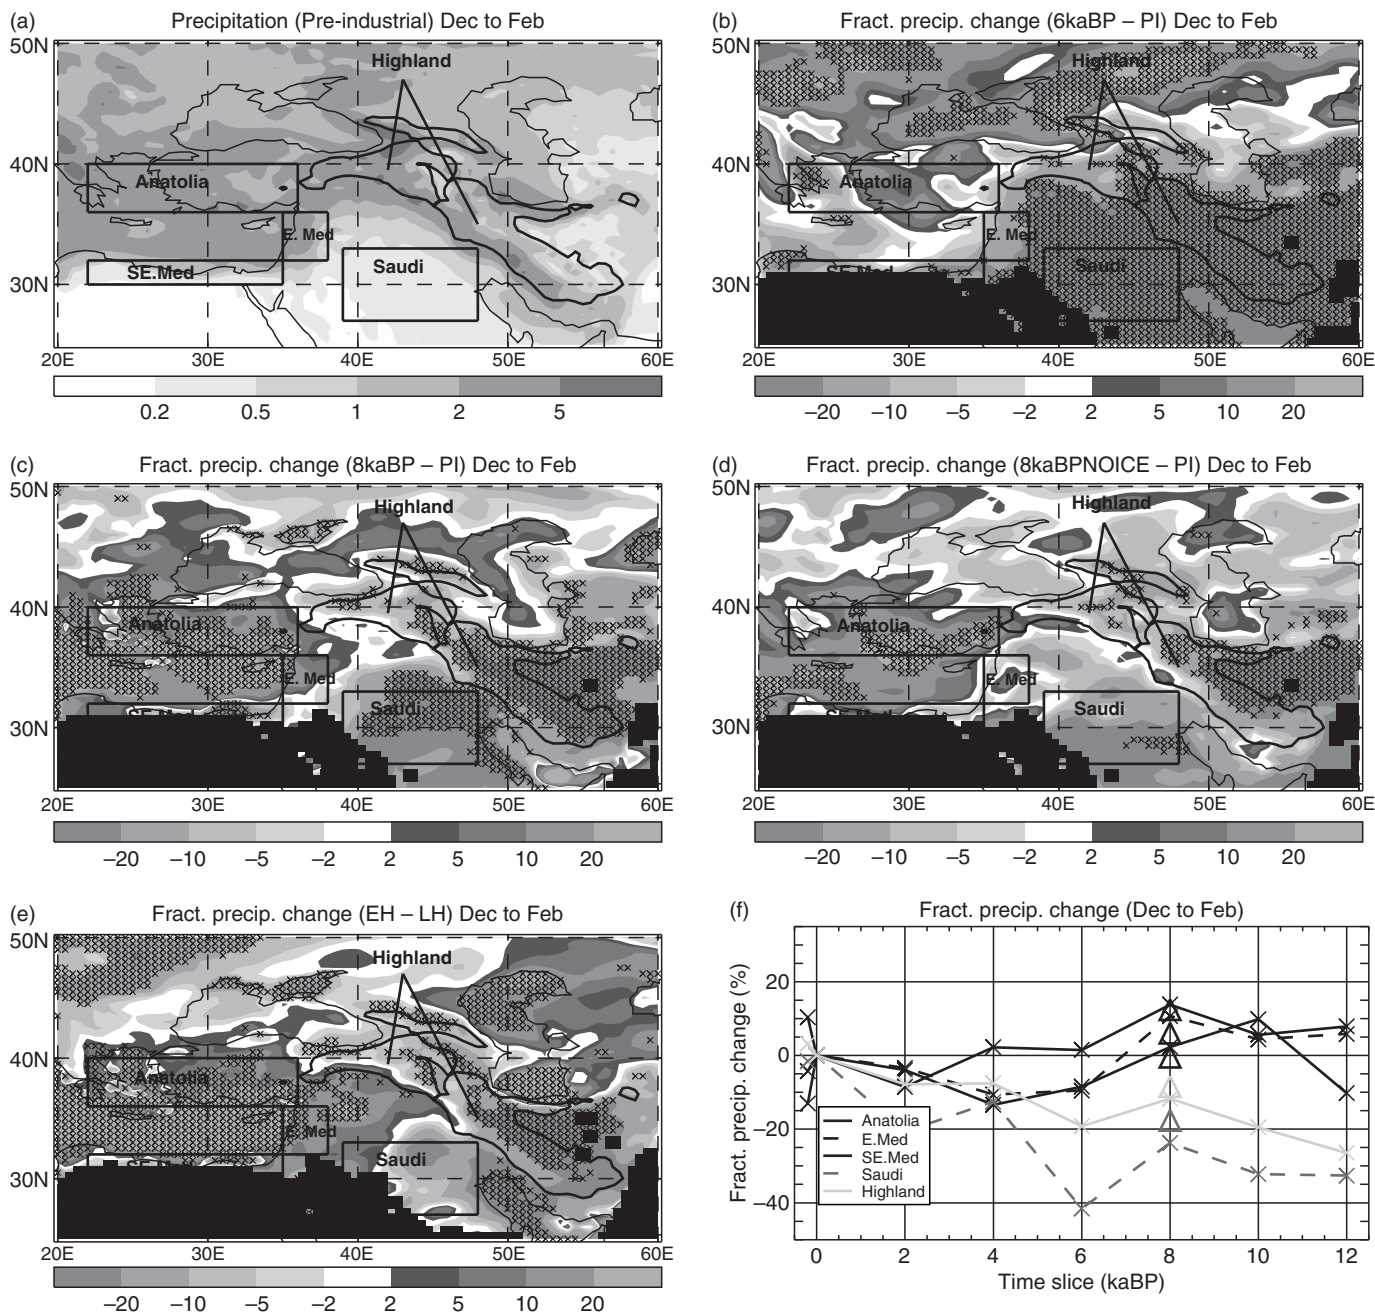 (a) Precipitation (Pre-industrial) Dec to Feb
50N
Highland
40N
Anatolia
E. Med
SE.Med
Saudi
30N
20E 30E 40E 50E 60E
0.2 0.5 1 2 5
(b) Fract. precip. change (6kaBP – PI) Dec to Feb
50N
Highland
40N
Anatolia
E. Med
SE.Med
Saudi
30N
20E 30E 40E 50E 60E
–20 –10 –5 –2 2 5 10 20
(c) Fract. precip. change (8kaBP – PI) Dec to Feb
50N
Highland
40N
Anatolia
E. Med
SE.Med
Saudi
30N
20E 30E 40E 50E 60E
–20 –10 –5 –2 2 5 10 20
(d) Fract. precip. change (8kaBPNOICE – PI) Dec to Feb
50N
Highland
40N
Anatolia
E. Med
SE.Med
Saudi
30N
20E 30E 40E 50E 60E
–20 –10 –5 –2 2 5 10 20
(e) Fract. precip. change (EH – LH) Dec to Feb
50N
Highland
40N
Anatolia
E. Med
SE.Med
Saudi
30N
20E 30E 40E 50E 60E
–20 –10 –5 –2 2 5 10 20
(f) Fract. precip. change (Dec to Feb)
Fract. precip. change (%)
20
0
–20
–40
Anatolia
E.Med
SE.Med
Saudi
Highland
0 2 4 6 8 10 12
Time slice (kaBP)